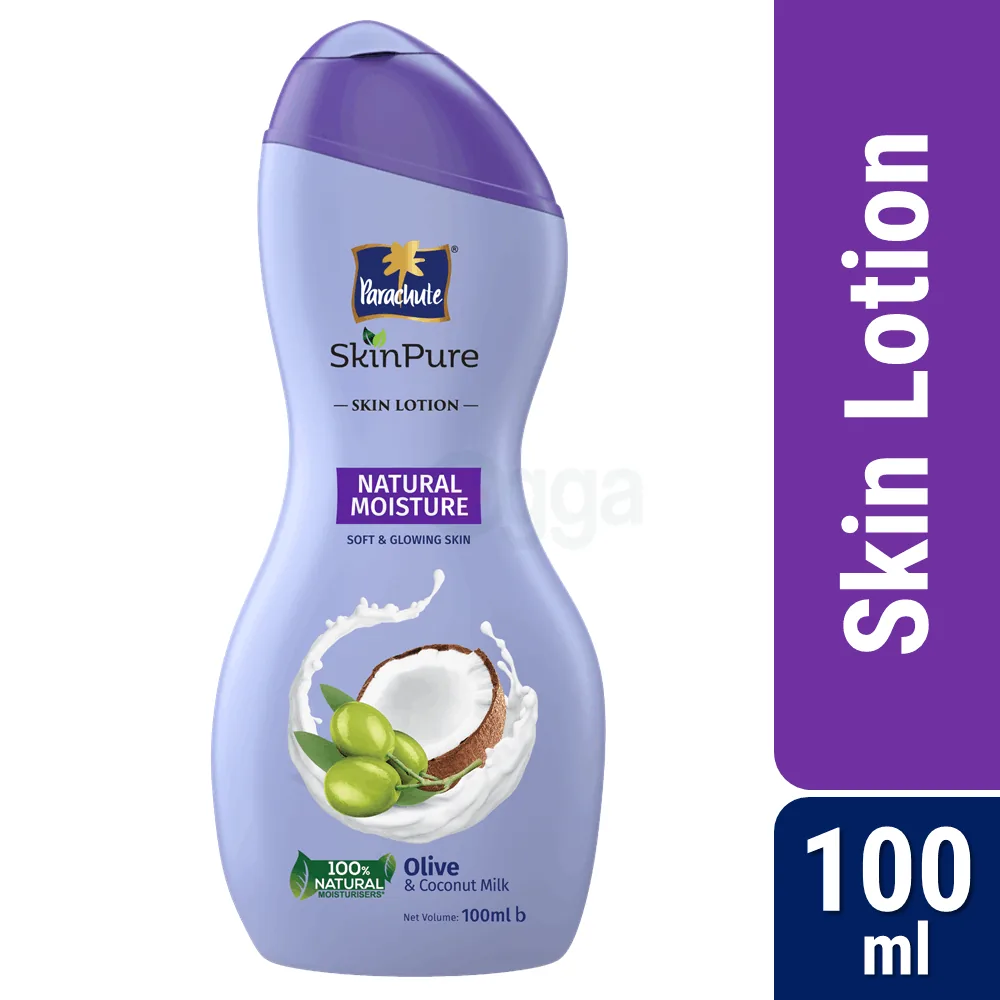 Parachute®
SkinPure
SKIN LOTION
NATURAL
MOISTURE
SOFT & GLOWING SKIN
100%
NATURAL
MOISTURISERS*
Olive
& Coconut Milk
Net Volume: 100ml b
Skin Lotion
100
ml